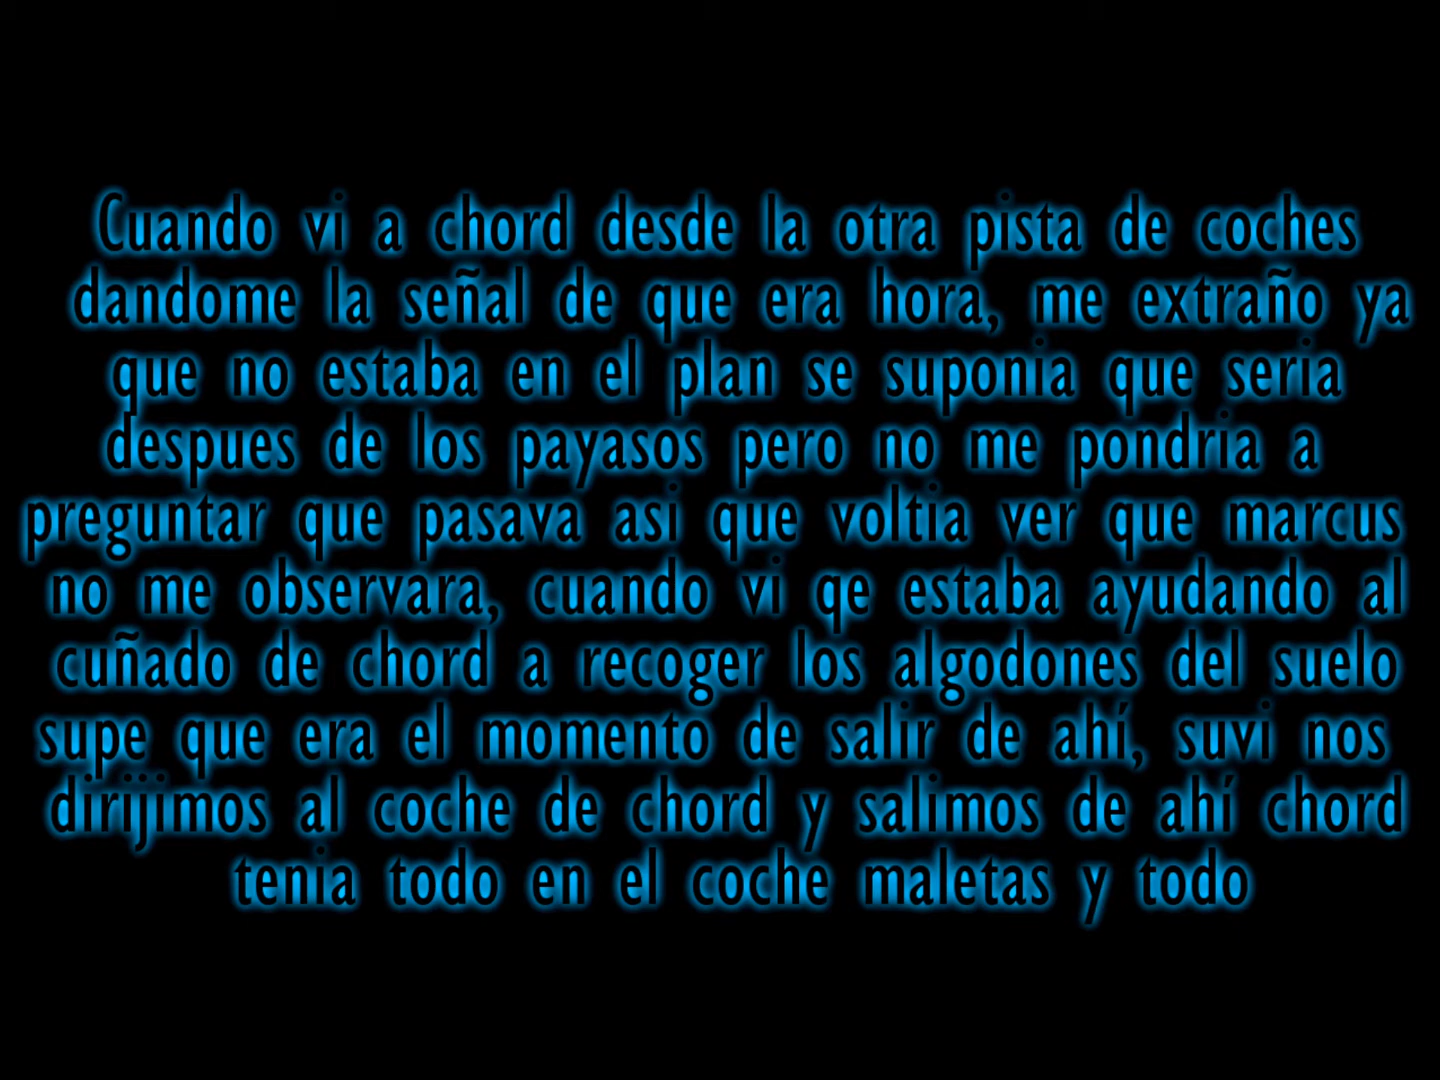 Cuando vi a chord desde la otra pista de coches
dandome la señal de que era hora, me extraño ya
que no estaba en el plan se suponia que seria
despues de los payasos pero no me pondria a
preguntar que pasava asi que voltia ver que marcus
no me observara, cuando vi qe estaba ayudando al
cuñado de chord a recoger los algodones del suelo
supe que era el momento de salir de ahí, suvi nos
dirijimos al coche de chord y salimos de ahí chord
tenia todo en el coche maletas y todo